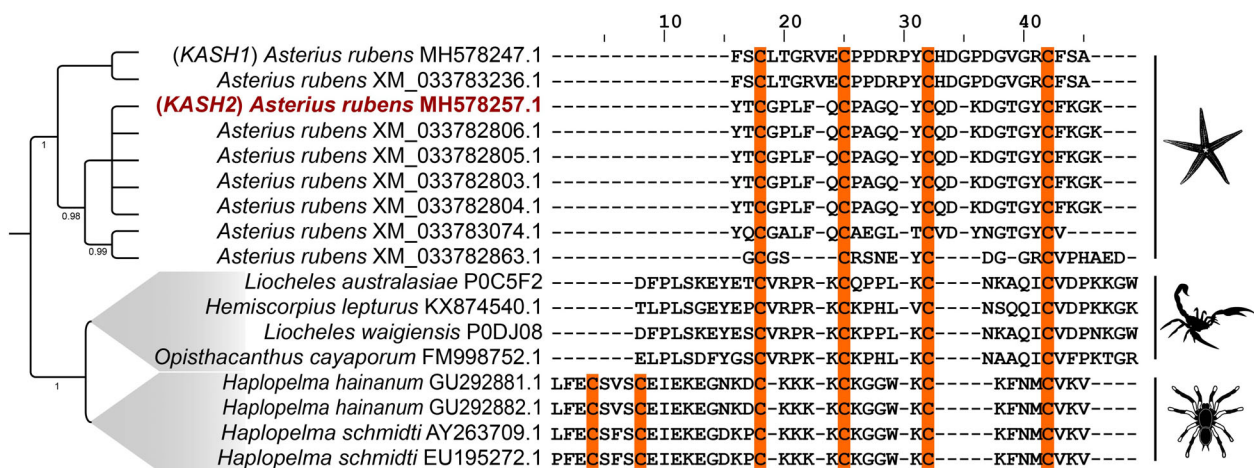 10 20 30 40
(KASH1) Asterius rubens MH578247.1 ---------------FSCLTGRVECPPDRPYCHDGPDGVGRCFSA----
Asterius rubens XM_033783236.1 ---------------FSCLTGRVECPPDRPYCHDGPDGVGRCFSA----
(KASH2) Asterius rubens MH578257.1 ---------------YTCGPLF-QCPAGQ-YCQD-KDGTGYCFKGK---
Asterius rubens XM_033782806.1 ---------------YTCGPLF-QCPAGQ-YCQD-KDGTGYCFKGK---
1
Asterius rubens XM_033782805.1 ---------------YTCGPLF-QCPAGQ-YCQD-KDGTGYCFKGK---
Asterius rubens XM_033782803.1 ---------------YTCGPLF-QCPAGQ-YCQD-KDGTGYCFKGK---
Asterius rubens XM_033782804.1 ---------------YTCGPLF-QCPAGQ-YCQD-KDGTGYCFKGK---
0.98
Asterius rubens XM_033783074.1 ---------------YQCGALF-QCAEGL-TCVD-YNGTGYCV------
0.99
Asterius rubens XM_033782863.1 ----------------GCGS----CRSNE-YC----DG-GRCVPHAED-
Liocheles australasiae P0C5F2 -------DFPLSKEYETCVRPR-KCQPPL-KC----NKAQICVDPKKGW
Hemiscorpius lepturus KX874540.1 -------TLPLSGEYEPCVRPR-KCKPHL-VC----NSQQICVDPKKGW
Liocheles waigiensis P0DJ08 -------DFPLSKEYESCVRPR-KCKPPL-KC----NKAQICVDPNKGW
Opisthacanthus cayaporum FM998752.1 -------ELPLSDFYGSCVRPK-KCKPHL-KC----NAAQICVFPKTGR
1
Haplopelma hainanum GU292881.1 LFECSVSCEIEKEGNKDC-KKK-KCKGGW-KC-----KFNMCVKV----
Haplopelma hainanum GU292882.1 LFECSVSCEIEKEGNKDC-KKK-KCKGGW-KC-----KFNMCVKV----
Haplopelma schmidti AY263709.1 LFECSFSCEIEKEGDKPC-KKK-KCKGGW-KC-----KFNMCVKV----
Haplopelma schmidti EU195272.1 PFECSFSCEIEKEGDKPC-KKK-KCKGGW-KC-----KFNMCVKV----